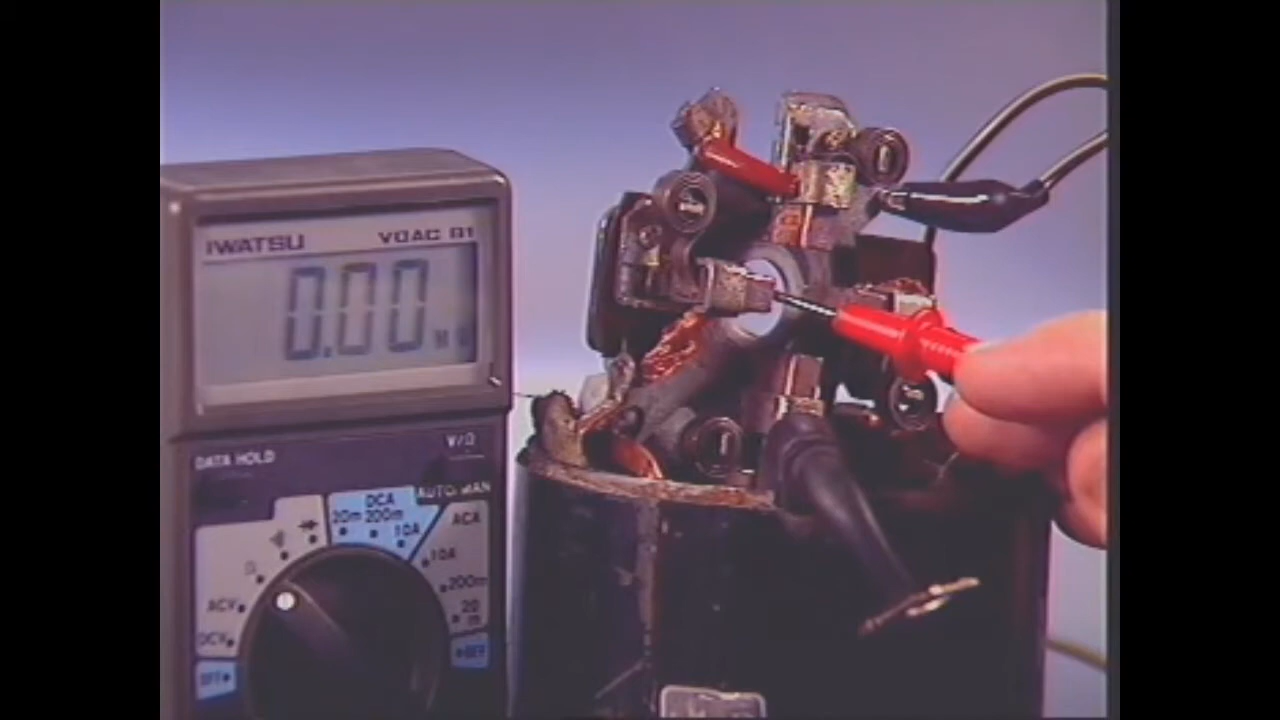 IWATSU VOAC 81
0.00 MΩ
DATA HOLD
V/Ω
AUTO/MAN
DCA
20m 200m 10A
ACA
10A
200m
20
m
Ω
ACV
DCV
OFF
OFF